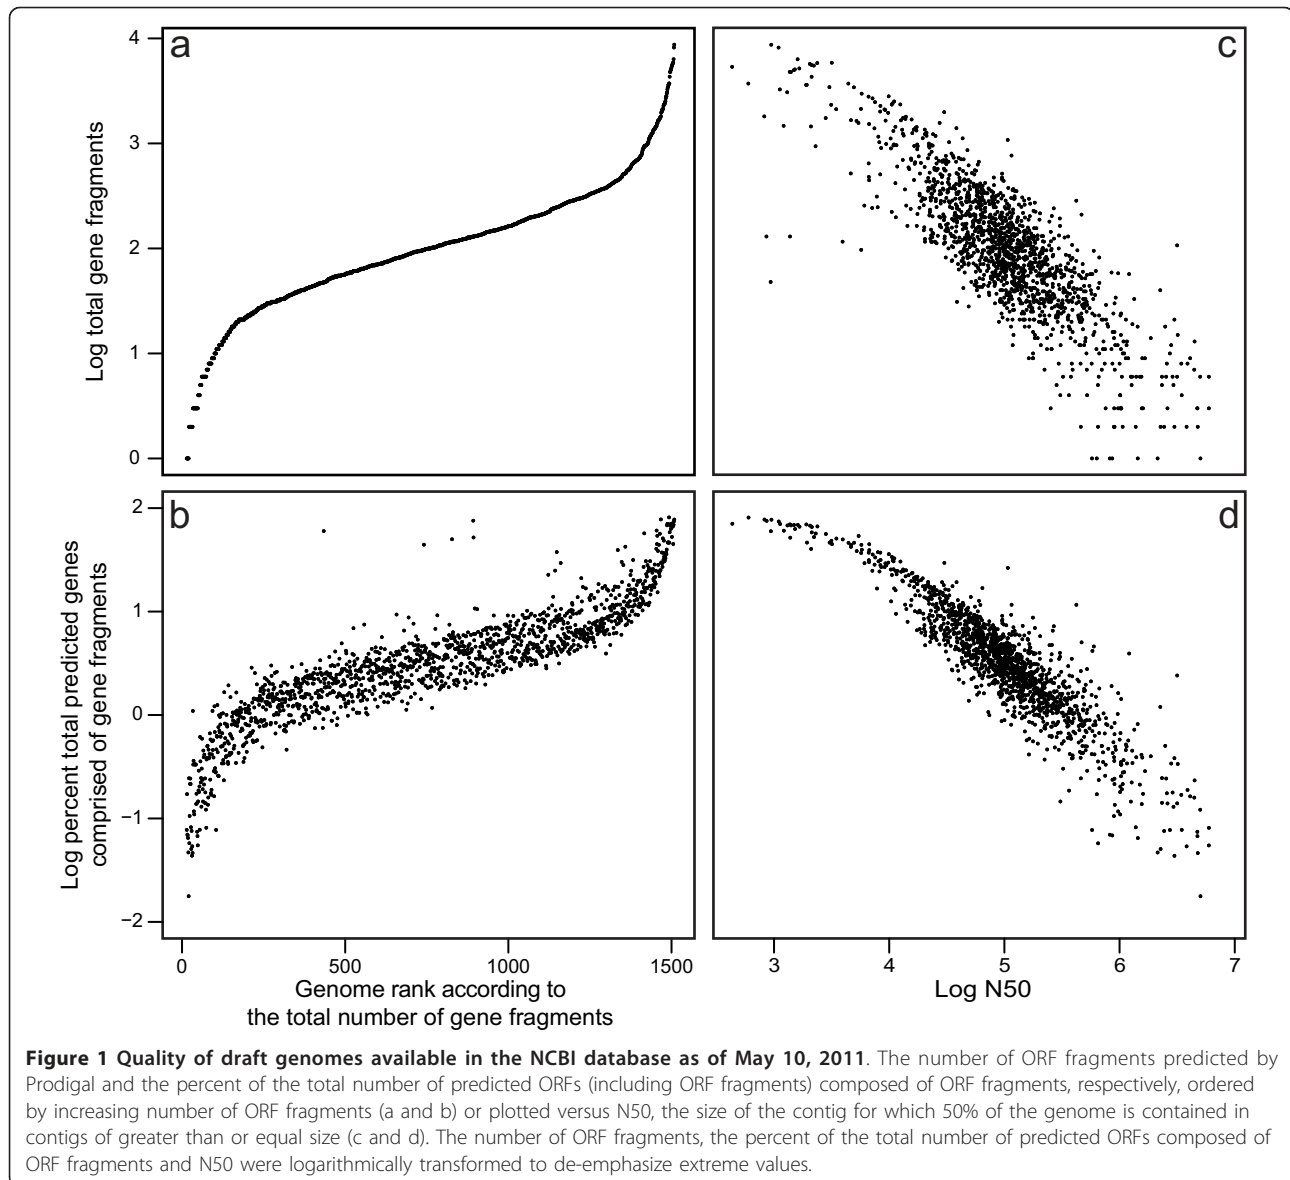 a
4
3
2
1
0
Log total gene fragments
c
b
2
1
0
−1
−2
Log percent total predicted genes
comprised of gene fragments
0
500
1000
1500
Genome rank according to
the total number of gene fragments
d
3
4
5
6
7
Log N50
Figure 1 Quality of draft genomes available in the NCBI database as of May 10, 2011. The number of ORF fragments predicted by
Prodigal and the percent of the total number of predicted ORFs (including ORF fragments) composed of ORF fragments, respectively, ordered
by increasing number of ORF fragments (a and b) or plotted versus N50, the size of the contig for which 50% of the genome is contained in
contigs of greater than or equal size (c and d). The number of ORF fragments, the percent of the total number of predicted ORFs composed of
ORF fragments and N50 were logarithmically transformed to de-emphasize extreme values.